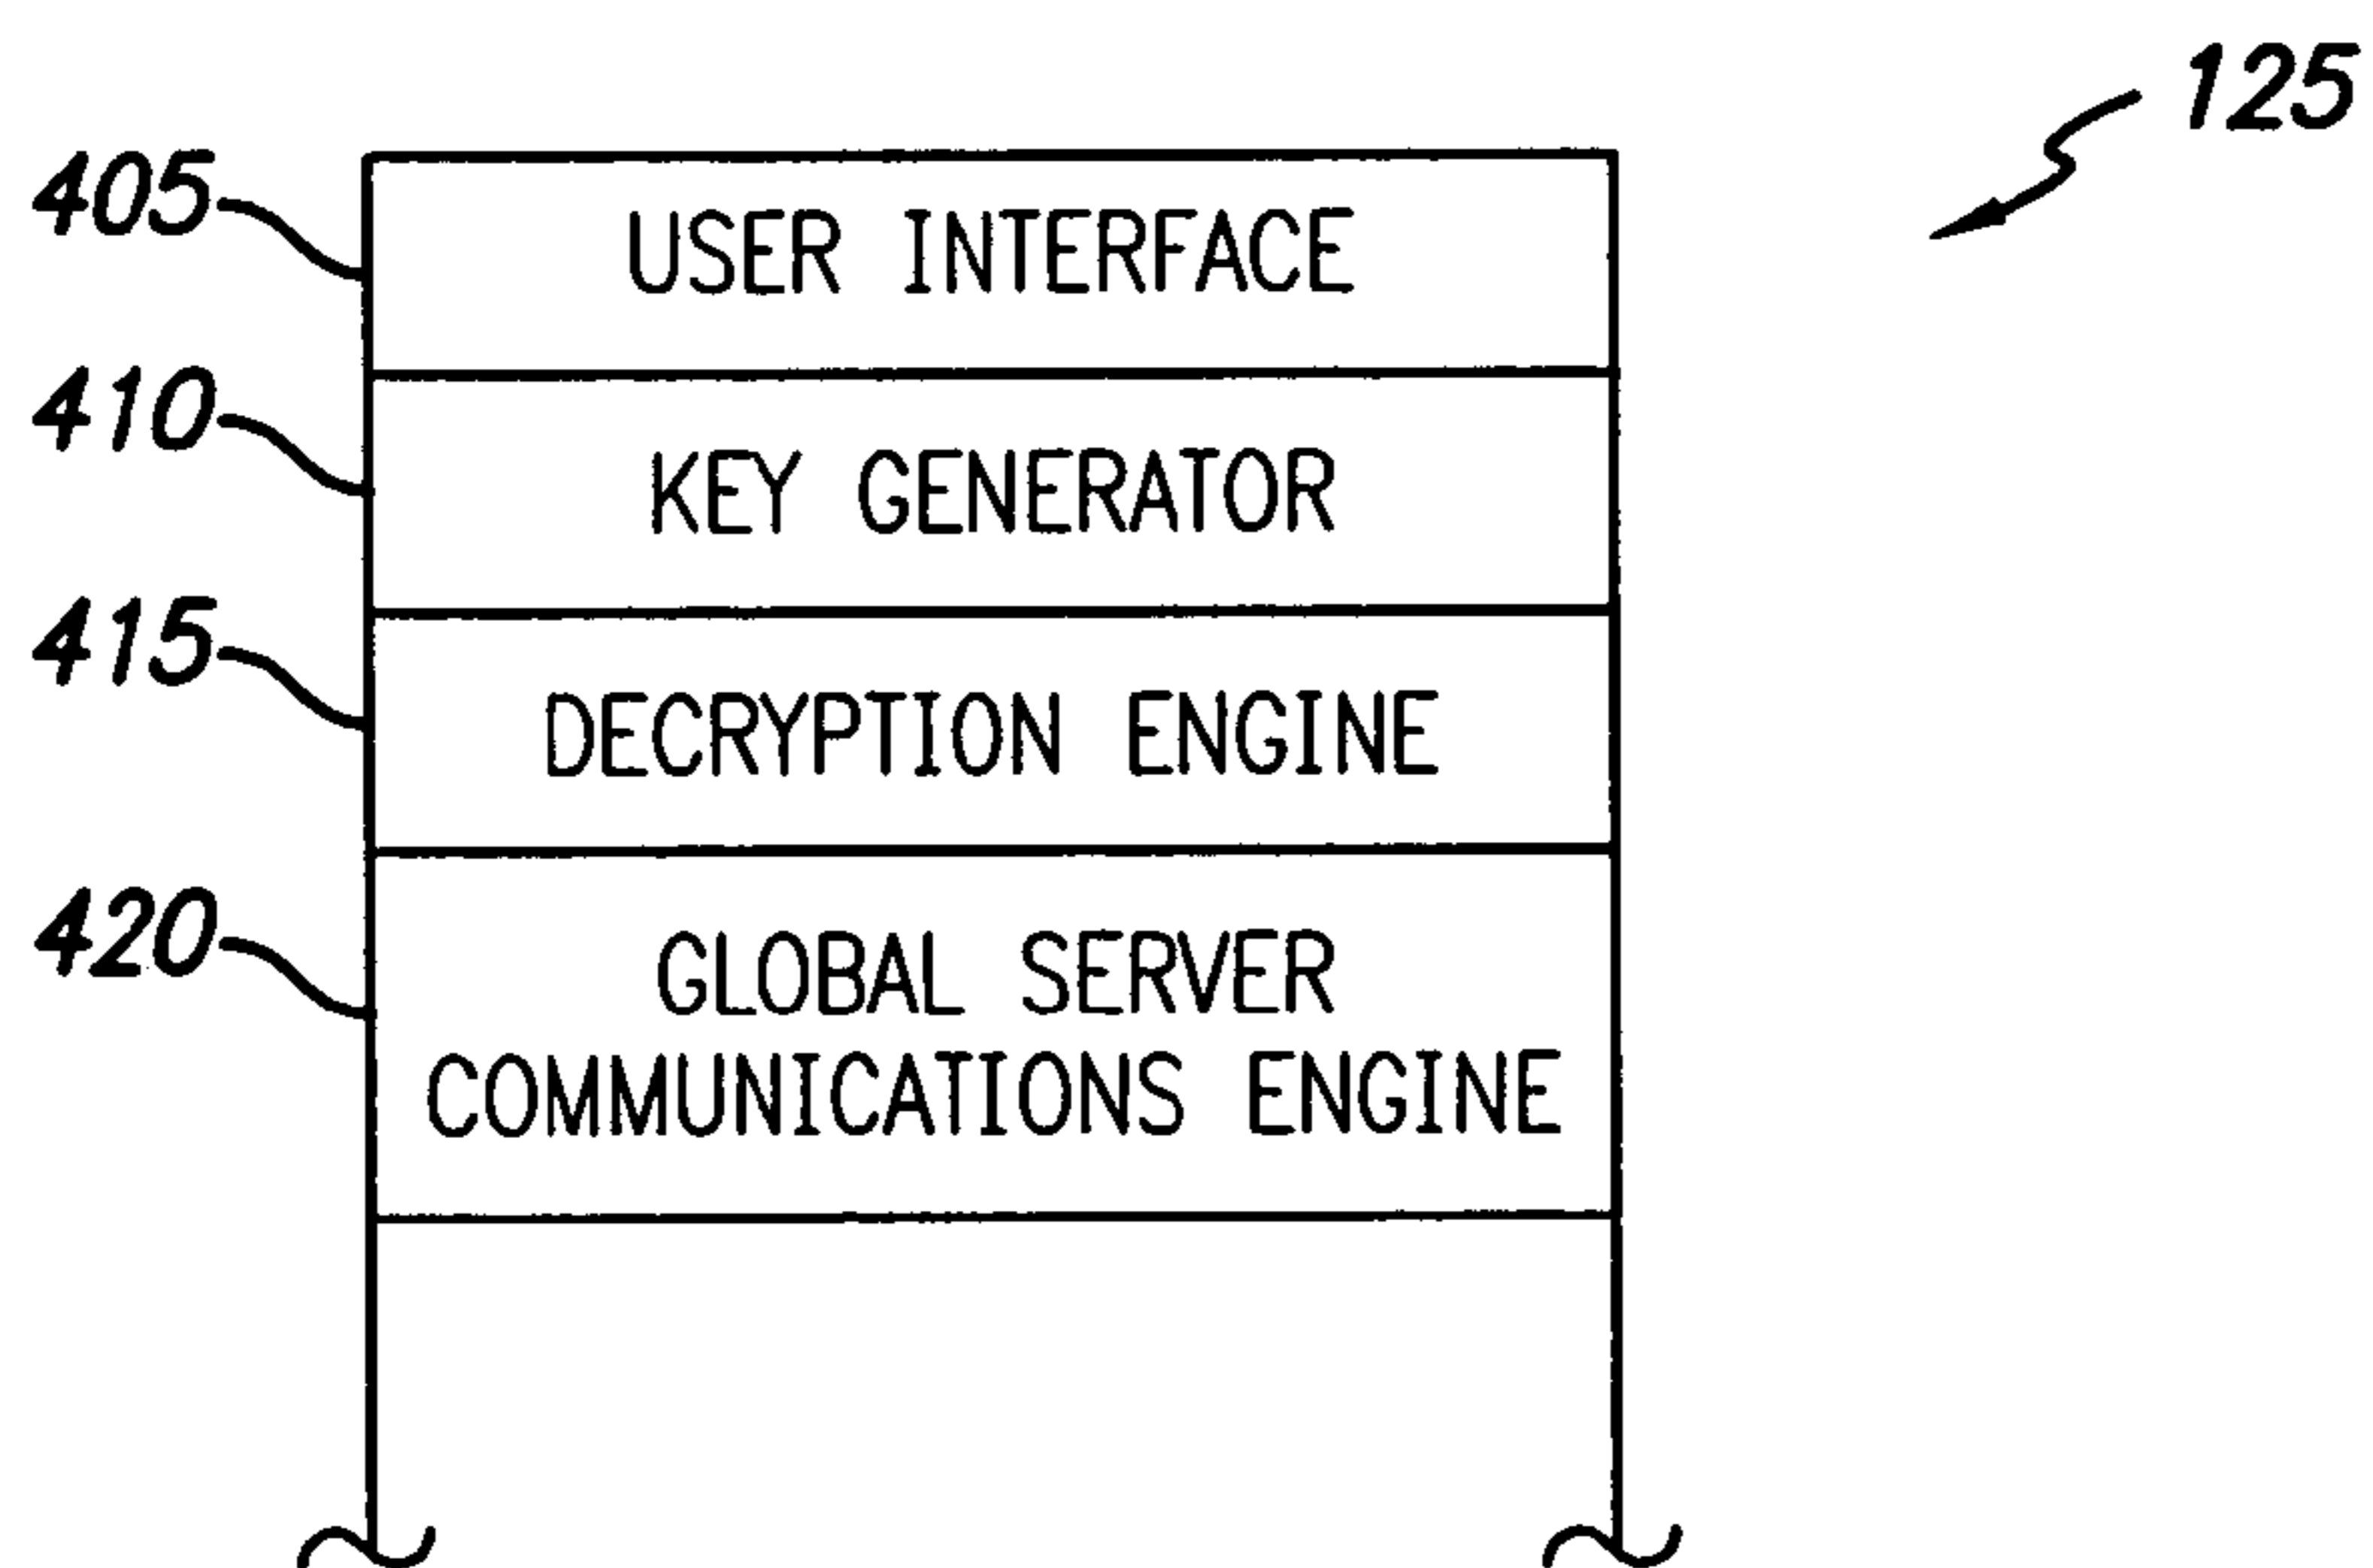 125
405
USER INTERFACE
410
KEY GENERATOR
415
DECRYPTION ENGINE
420
GLOBAL SERVER
COMMUNICATIONS ENGINE